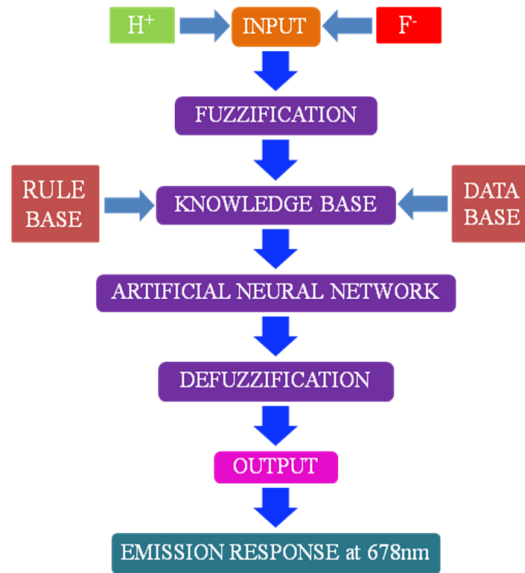 H⁺
INPUT
F⁻
FUZZIFICATION
RULE
BASE
KNOWLEDGE BASE
DATA
BASE
ARTIFICIAL NEURAL NETWORK
DEFUZZIFICATION
OUTPUT
EMISSION RESPONSE at 678nm